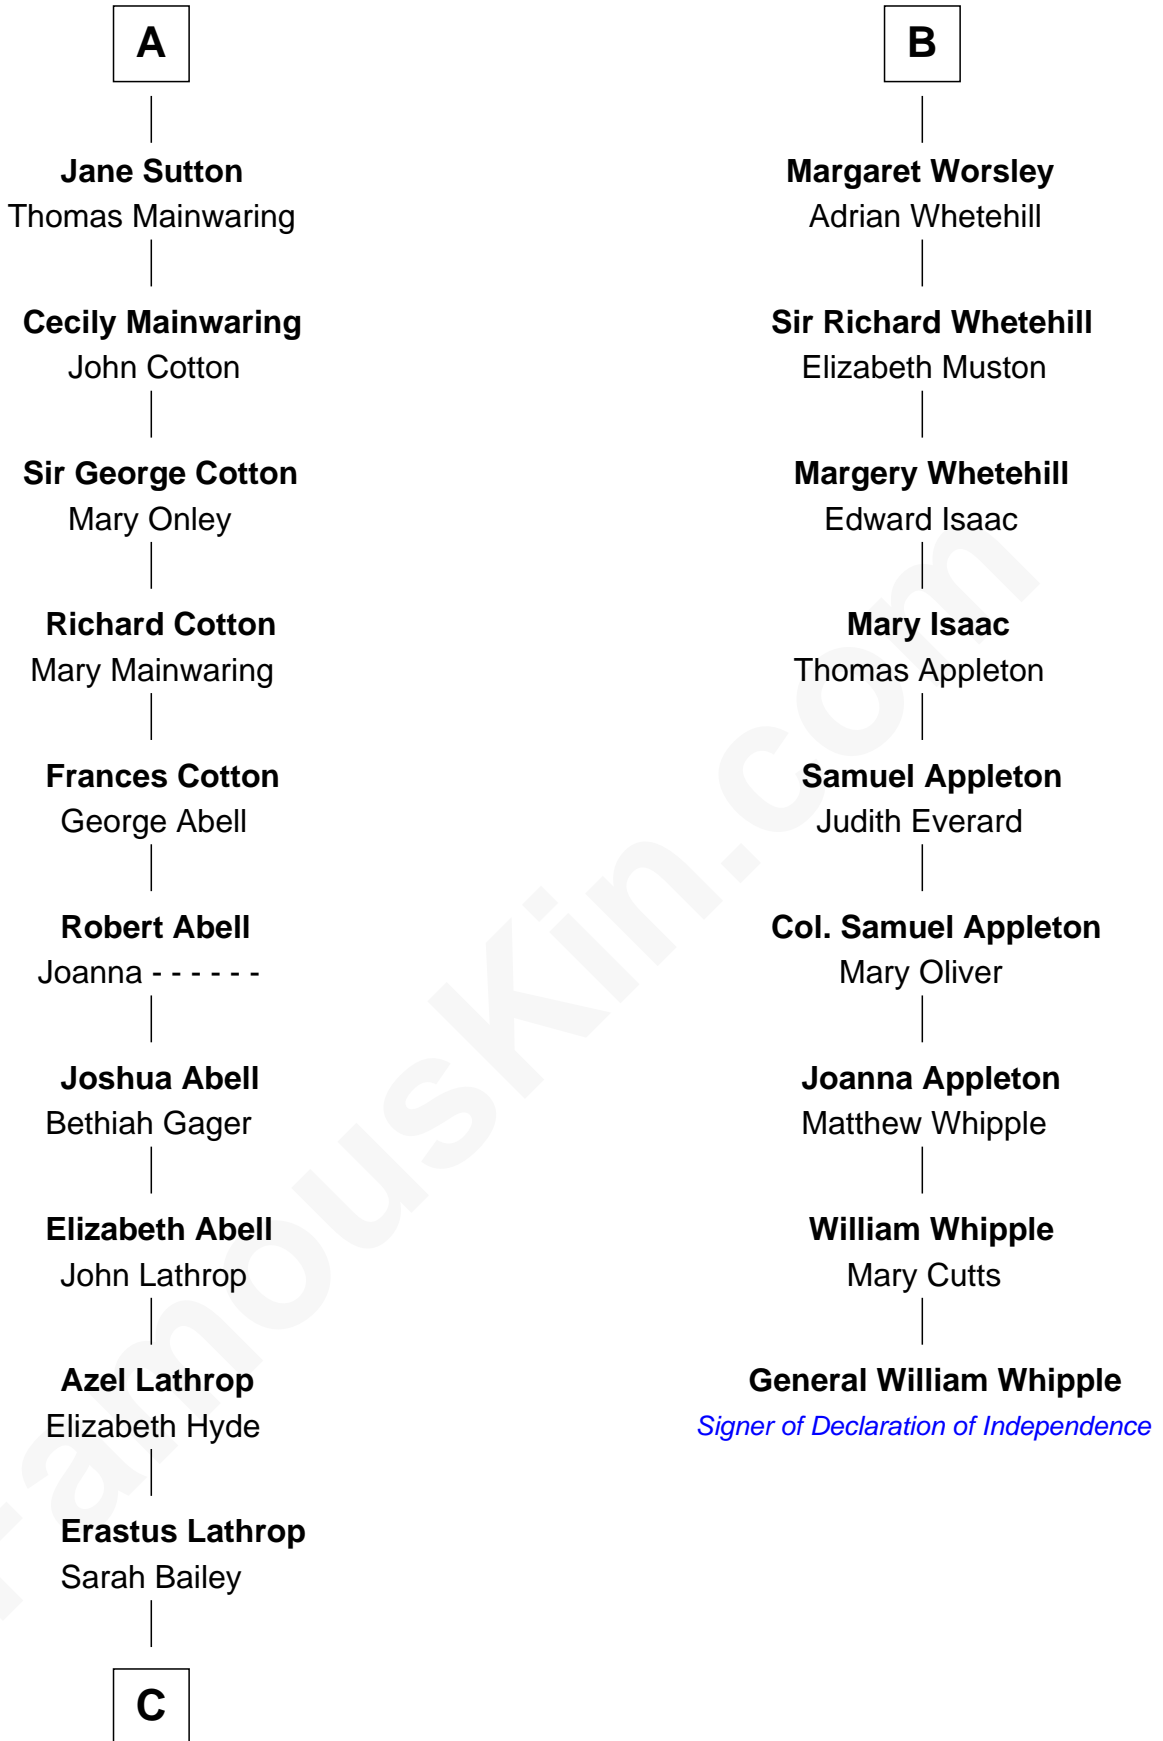 A
Jane Sutton
Thomas Mainwaring
Cecily Mainwaring
John Cotton
Sir George Cotton
Mary Onley
Richard Cotton
Mary Mainwaring
Frances Cotton
George Abell
Robert Abell
Joanna - - - - - -
Joshua Abell
Bethiah Gager
Elizabeth Abell
John Lathrop
Azel Lathrop
Elizabeth Hyde
Erastus Lathrop
Sarah Bailey
C
B
Margaret Worsley
Adrian Whetehill
Sir Richard Whetehill
Elizabeth Muston
Margery Whetehill
Edward Isaac
Mary Isaac
Thomas Appleton
Samuel Appleton
Judith Everard
Col. Samuel Appleton
Mary Oliver
Joanna Appleton
Matthew Whipple
William Whipple
Mary Cutts
General William Whipple
Signer of Declaration of Independence
FamousKin.com